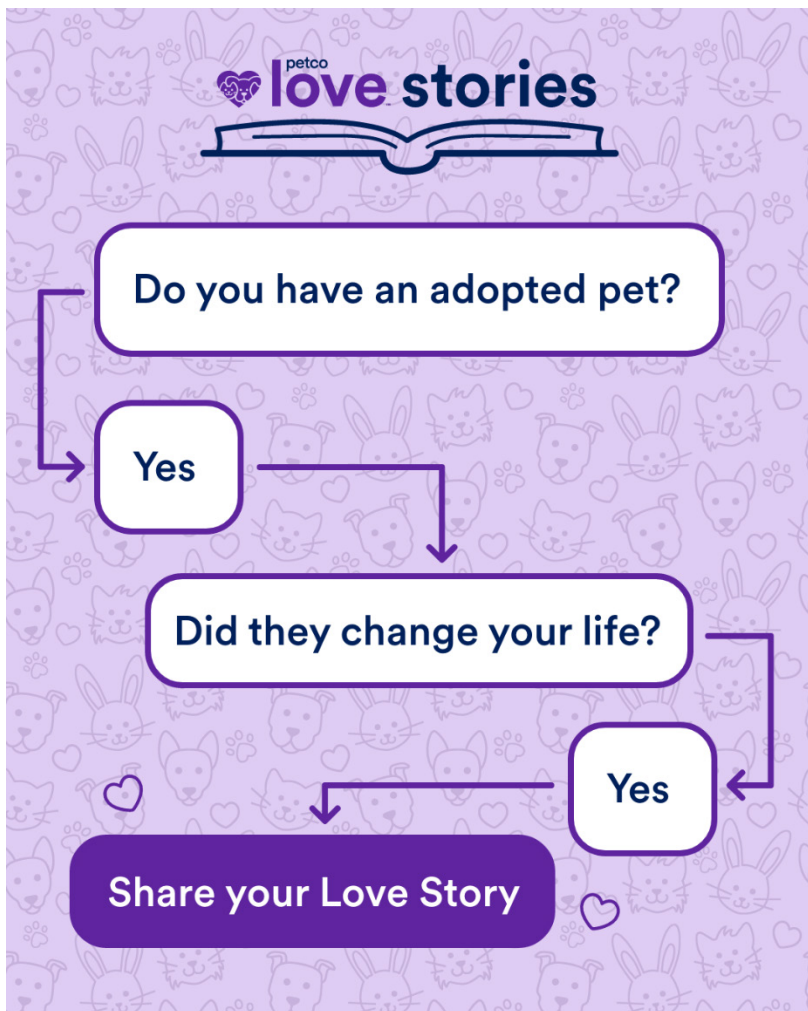 petco
love stories
Do you have an adopted pet?
Yes
Did they change your life?
Yes
Share your Love Story